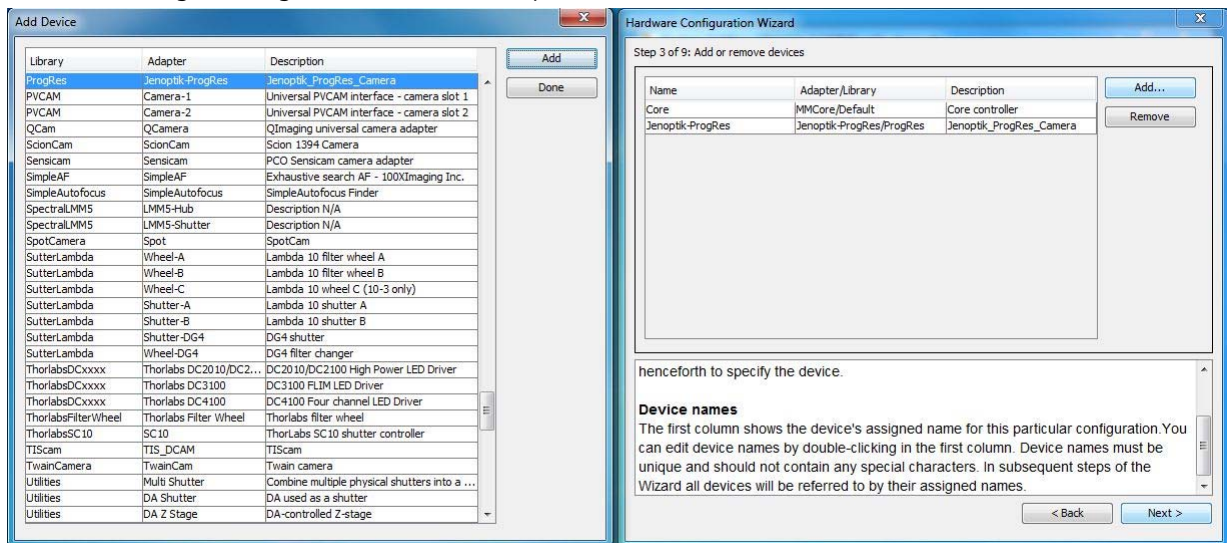 Add Device
Library Adapter Description
ProgRes Jenoptik-ProgRes Jenoptik_ProgRes_Camera
PVCAM Camera-1 Universal PVCAM interface - camera slot 1
PVCAM Camera-2 Universal PVCAM interface - camera slot 2
QCam QCamera QImaging universal camera adapter
ScionCam ScionCam Scion 1394 Camera
Sensicam Sensicam PCO Sensicam camera adapter
SimpleAF SimpleAF Exhaustive search AF - 100XImaging Inc.
SimpleAutofocus SimpleAutofocus SimpleAutofocus Finder
SpectralLMM5 LMM5-Hub Description N/A
SpectralLMM5 LMM5-Shutter Description N/A
SpotCamera Spot SpotCam
SutterLambda Wheel-A Lambda 10 filter wheel A
SutterLambda Wheel-B Lambda 10 filter wheel B
SutterLambda Wheel-C Lambda 10 wheel C (10-3 only)
SutterLambda Shutter-A Lambda 10 shutter A
SutterLambda Shutter-B Lambda 10 shutter B
SutterLambda Shutter-DG4 DG4 shutter
SutterLambda Wheel-DG4 DG4 filter changer
ThorlabsDCxxxx Thorlabs DC2010/DC2... DC2010/DC2100 High Power LED Driver
ThorlabsDCxxxx Thorlabs DC3100 DC3100 FLIM LED Driver
ThorlabsDCxxxx Thorlabs DC4100 DC4100 Four channel LED Driver
ThorlabsFilterWheel Thorlabs Filter Wheel Thorlabs filter wheel
ThorlabsSC10 SC10 ThorLabs SC10 shutter controller
TIScam TIS_DCAM TIScam
TwainCamera TwainCam Twain camera
Utilities Multi Shutter Combine multiple physical shutters into a ...
Utilities DA Shutter DA used as a shutter
Utilities DA Z Stage DA-controlled Z-stage
Add
Done
Hardware Configuration Wizard
Step 3 of 9: Add or remove devices
Name Adapter/Library Description
Core MMCore/Default Core controller
Jenoptik-ProgRes Jenoptik-ProgRes/ProgRes Jenoptik_ProgRes_Camera
Add...
Remove
henceforth to specify the device.
Device names
The first column shows the device's assigned name for this particular configuration.You
can edit device names by double-clicking in the first column. Device names must be
unique and should not contain any special characters. In subsequent steps of the
Wizard all devices will be referred to by their assigned names.
< Back
Next >